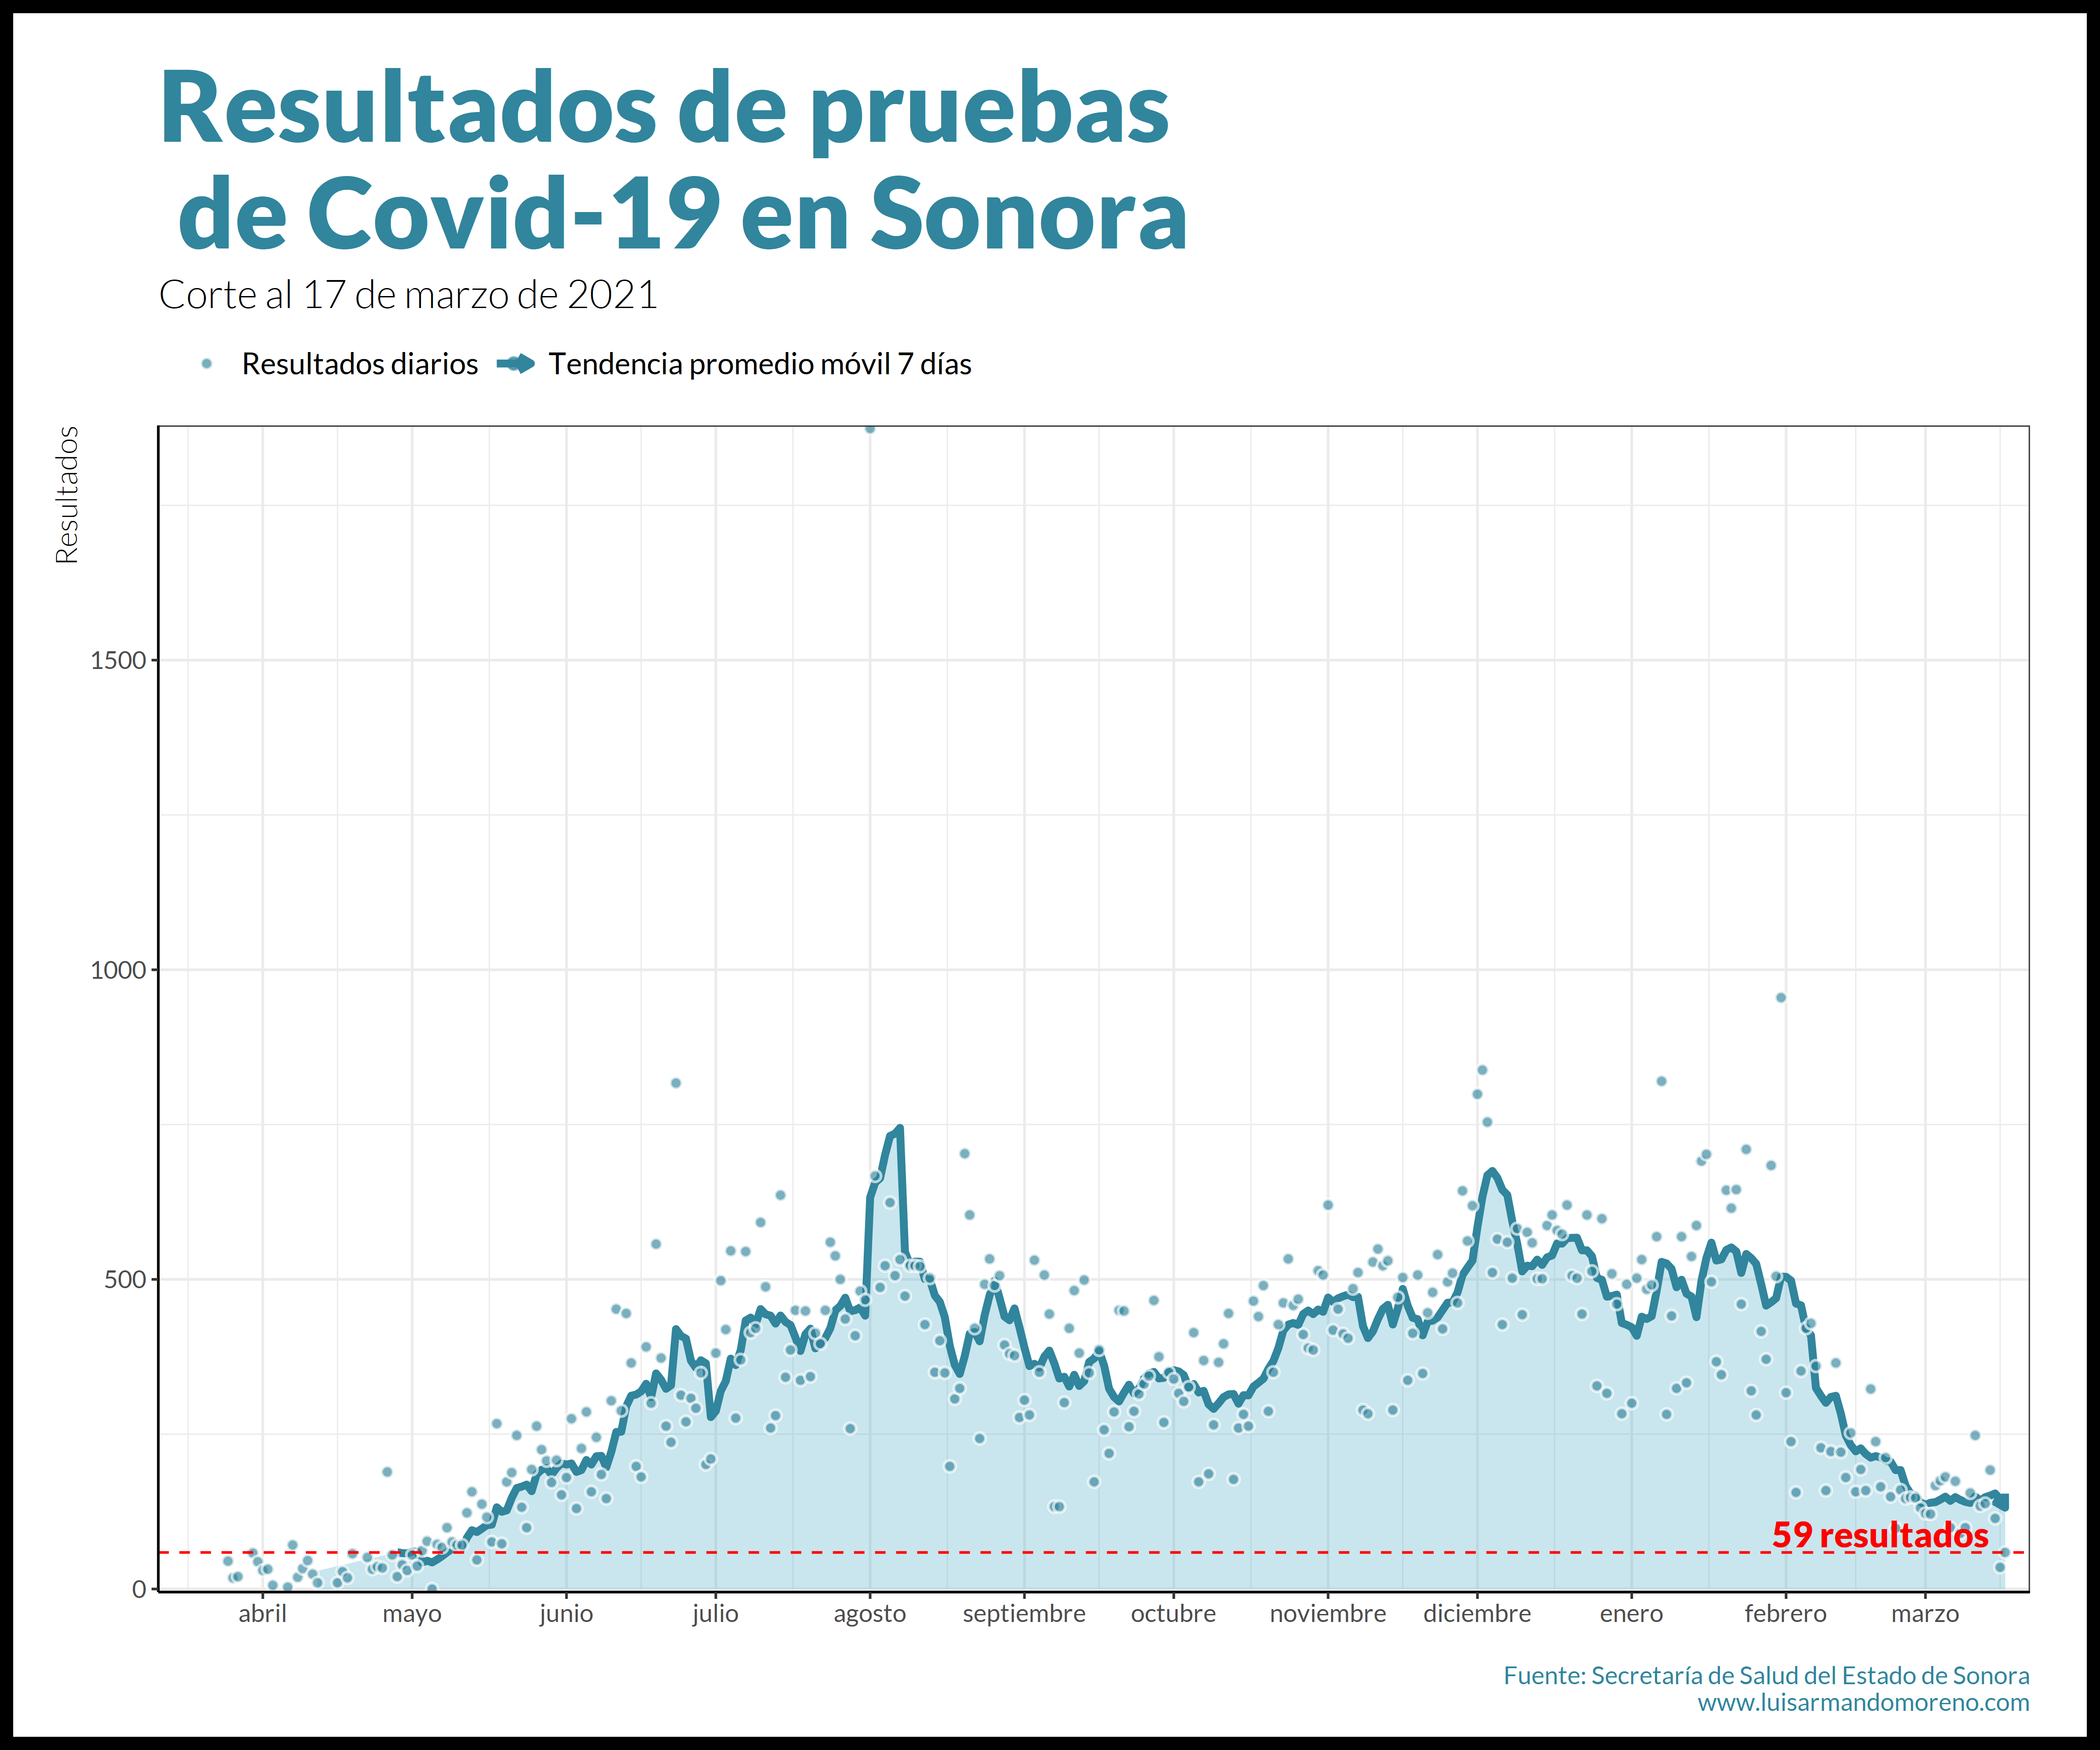 Resultados de pruebas
de Covid-19 en Sonora
Corte al 17 de marzo de 2021
Resultados diarios Tendencia promedio móvil 7 días
Resultados
1500
1000
500
0
59 resultados
abril mayo junio julio agosto septiembre octubre noviembre diciembre enero febrero marzo
Fuente: Secretaría de Salud del Estado de Sonora
www.luisarmandomoreno.com